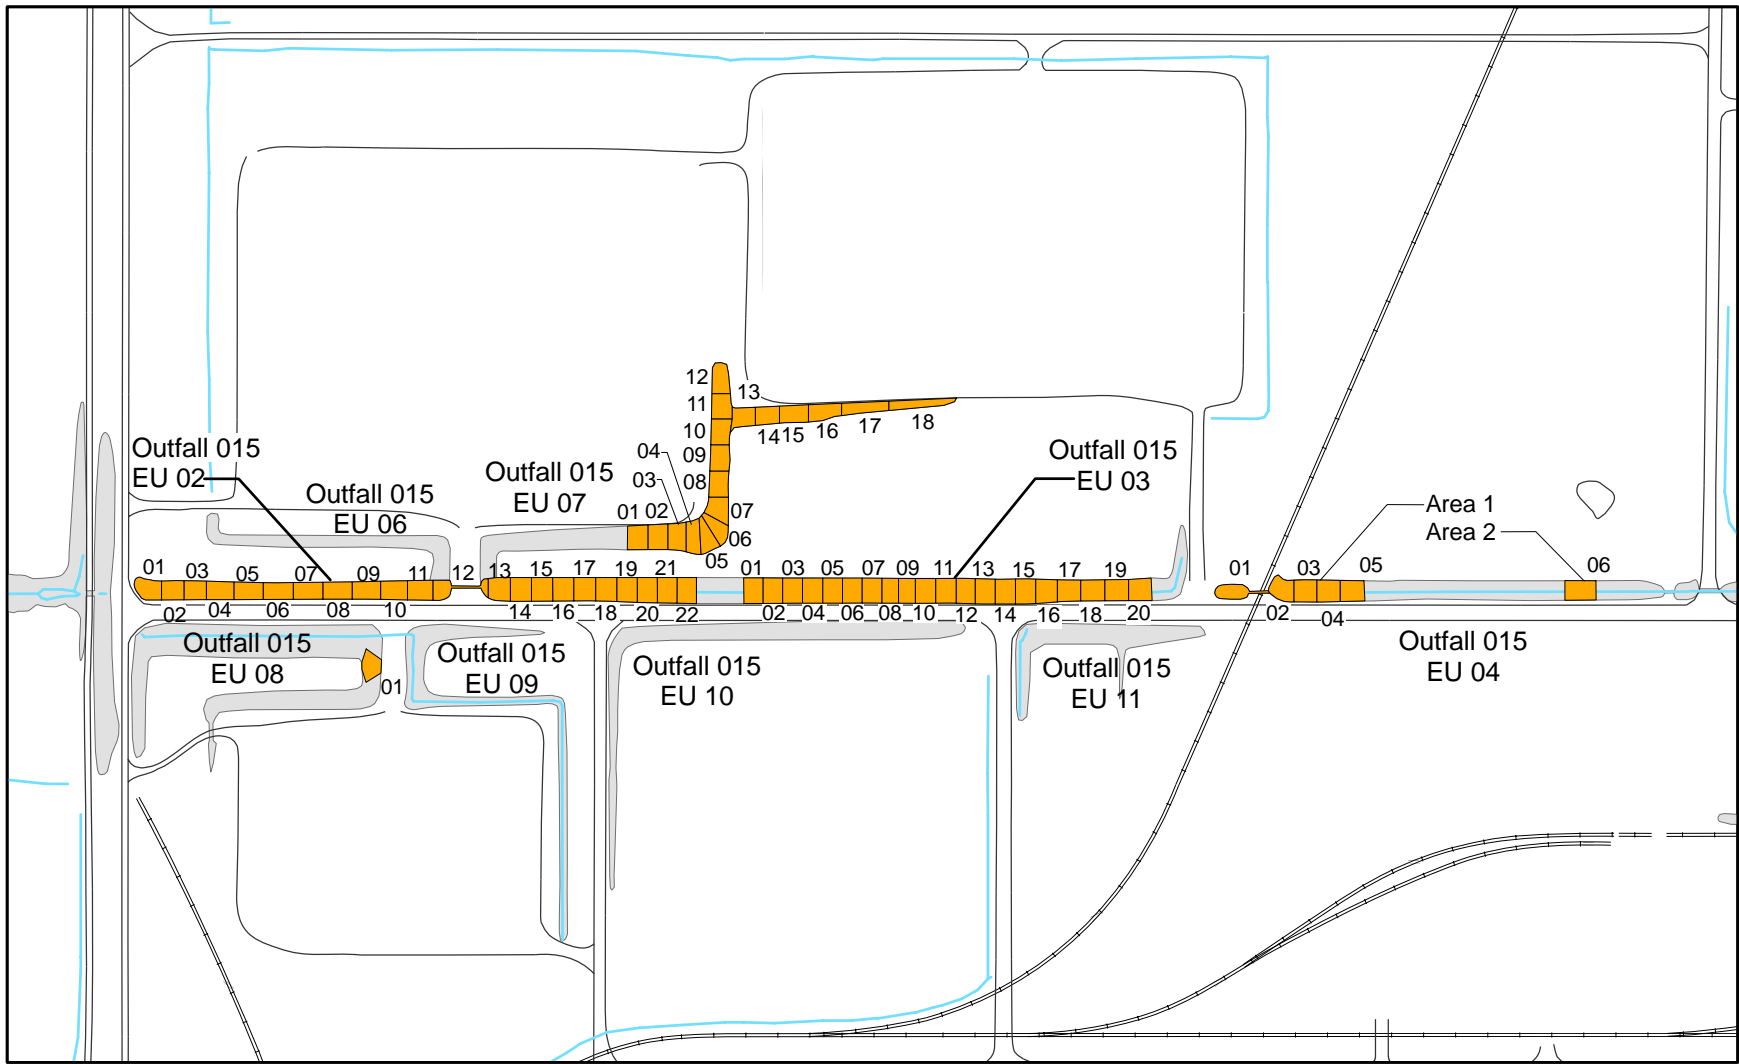 12
13
11
14 15 16 17 18
10
09
08
04
03
01 02
07
06
05
Outfall 015
EU 02
Outfall 015
EU 06
Outfall 015
EU 07
Outfall 015
EU 03
Area 1
Area 2
01 03 05 07 09 11 12 13 15 17 19 21
02 04 06 08 10 14 16 18 20 22
01 03 05 07 09 11 13 15 17 19
02 04 06 08 10 12 14 16 18 20
01 03 05 06
02 04
Outfall 015
EU 08
01
Outfall 015
EU 09
Outfall 015
EU 10
Outfall 015
EU 11
Outfall 015
EU 04